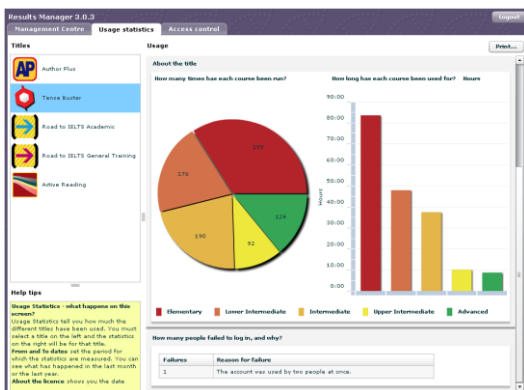 Results Manager 3.0.3
Logout
Management Centre Usage statistics Access control
Titles
Usage
Print...
Author Plus
Tense Buster
Road to IELTS Academic
Road to IELTS General Training
Active Reading
About the title
How many times has each course been run?
How long has each course been used for? Hours
176
190
92
124
90:00
80:00
70:00
60:00
50:00
40:00
30:00
20:00
10:00
0:00
Hours
Elementary Lower Intermediate Intermediate Upper Intermediate Advanced
Help tips
Usage Statistics - what happens on this
screen?
Usage Statistics tell you how much the
different titles have been used. You must
select a title on the left and the statistics
on the right will be for that title.
From and To dates set the period for
which the statistics are measured. You can
see what has happened in the last month
or the last year.
About the licence: shows you the date
How many people failed to log in, and why?
Failures Reason for failure
1 The account was used by two people at once.